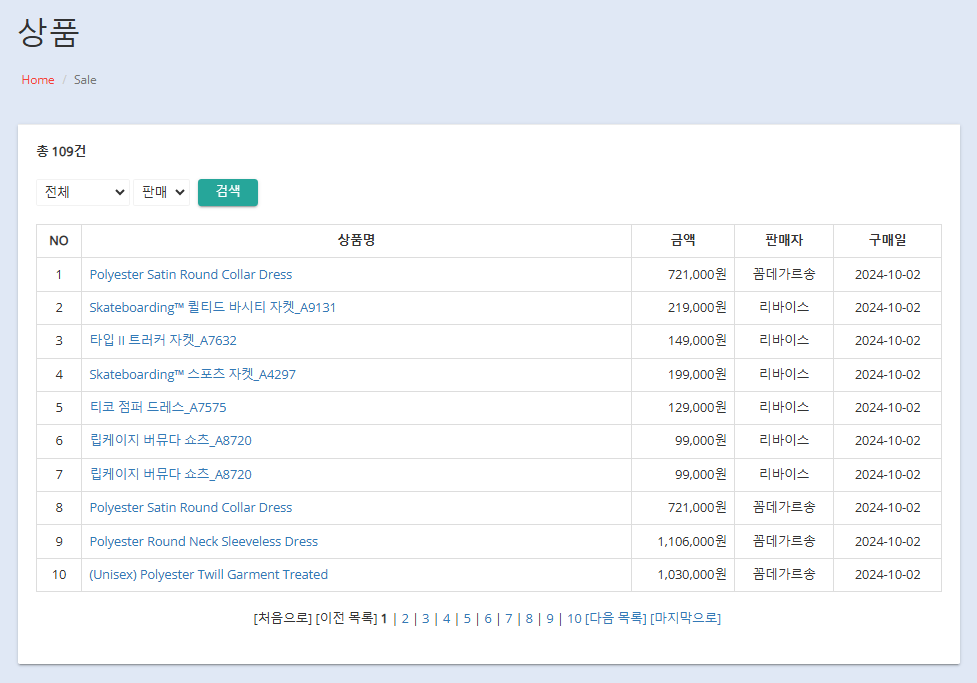 상품
Home / Sale
총 109건
전체 판매 검색
NO 상품명 금액 판매자 구매일
1 Polyester Satin Round Collar Dress 721,000원 꼼데가르송 2024-10-02
2 Skateboarding™ 퀼티드 바시티 자켓_A9131 219,000원 리바이스 2024-10-02
3 타입 II 트러커 자켓_A7632 149,000원 리바이스 2024-10-02
4 Skateboarding™ 스포츠 자켓_A4297 199,000원 리바이스 2024-10-02
5 티코 점퍼 드레스_A7575 129,000원 리바이스 2024-10-02
6 립케이지 버뮤다 쇼츠_A8720 99,000원 리바이스 2024-10-02
7 립케이지 버뮤다 쇼츠_A8720 99,000원 리바이스 2024-10-02
8 Polyester Satin Round Collar Dress 721,000원 꼼데가르송 2024-10-02
9 Polyester Round Neck Sleeveless Dress 1,106,000원 꼼데가르송 2024-10-02
10 (Unisex) Polyester Twill Garment Treated 1,030,000원 꼼데가르송 2024-10-02
[처음으로] [이전 목록] 1 | 2 | 3 | 4 | 5 | 6 | 7 | 8 | 9 | 10 [다음 목록] [마지막으로]